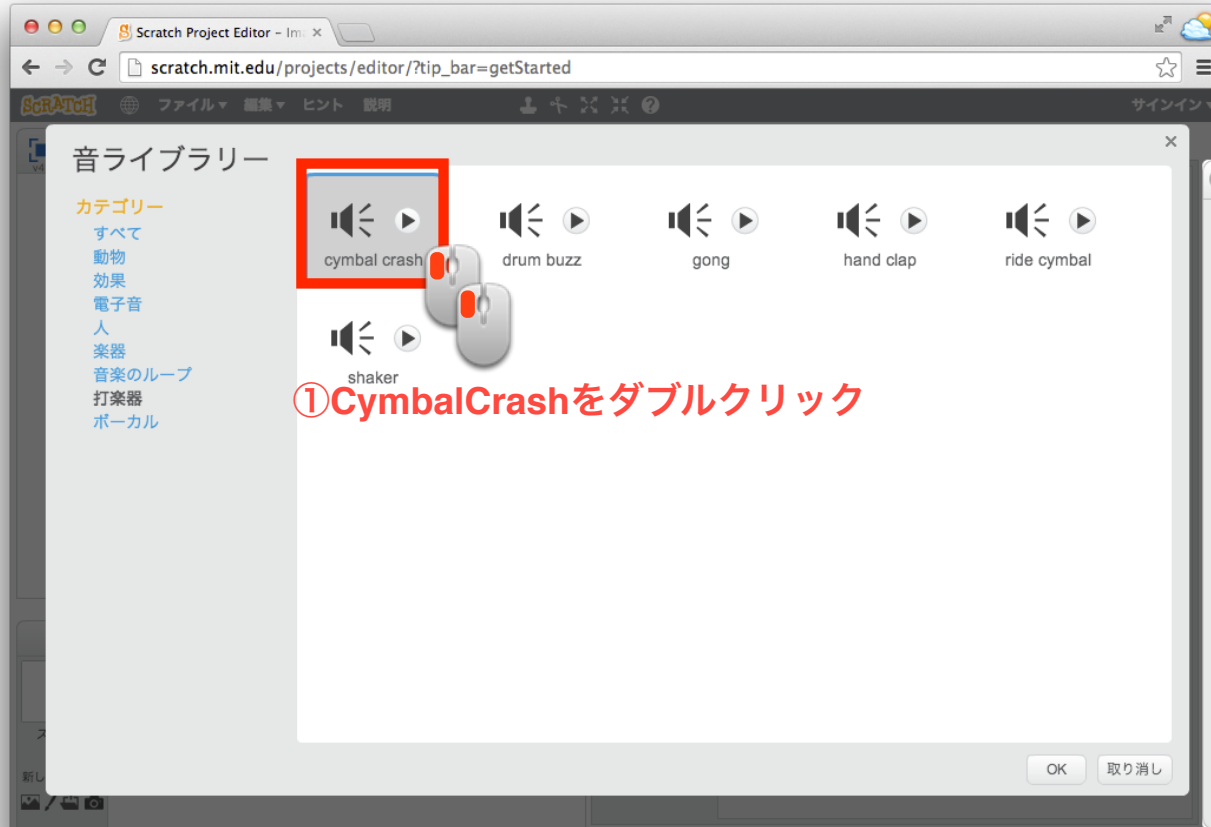 Scratch Project Editor - Im
scratch.mit.edu/projects/editor/?tip_bar=getStarted
SCRATCH ファイル 編集 ヒント 説明 サインイン
v4
音ライブラリー
カテゴリー
すべて
動物
効果
電子音
人
楽器
音楽のループ
打楽器
ボーカル
cymbal crash drum buzz gong hand clap ride cymbal
shaker
①CymbalCrashをダブルクリック
ス
新し
OK 取り消し